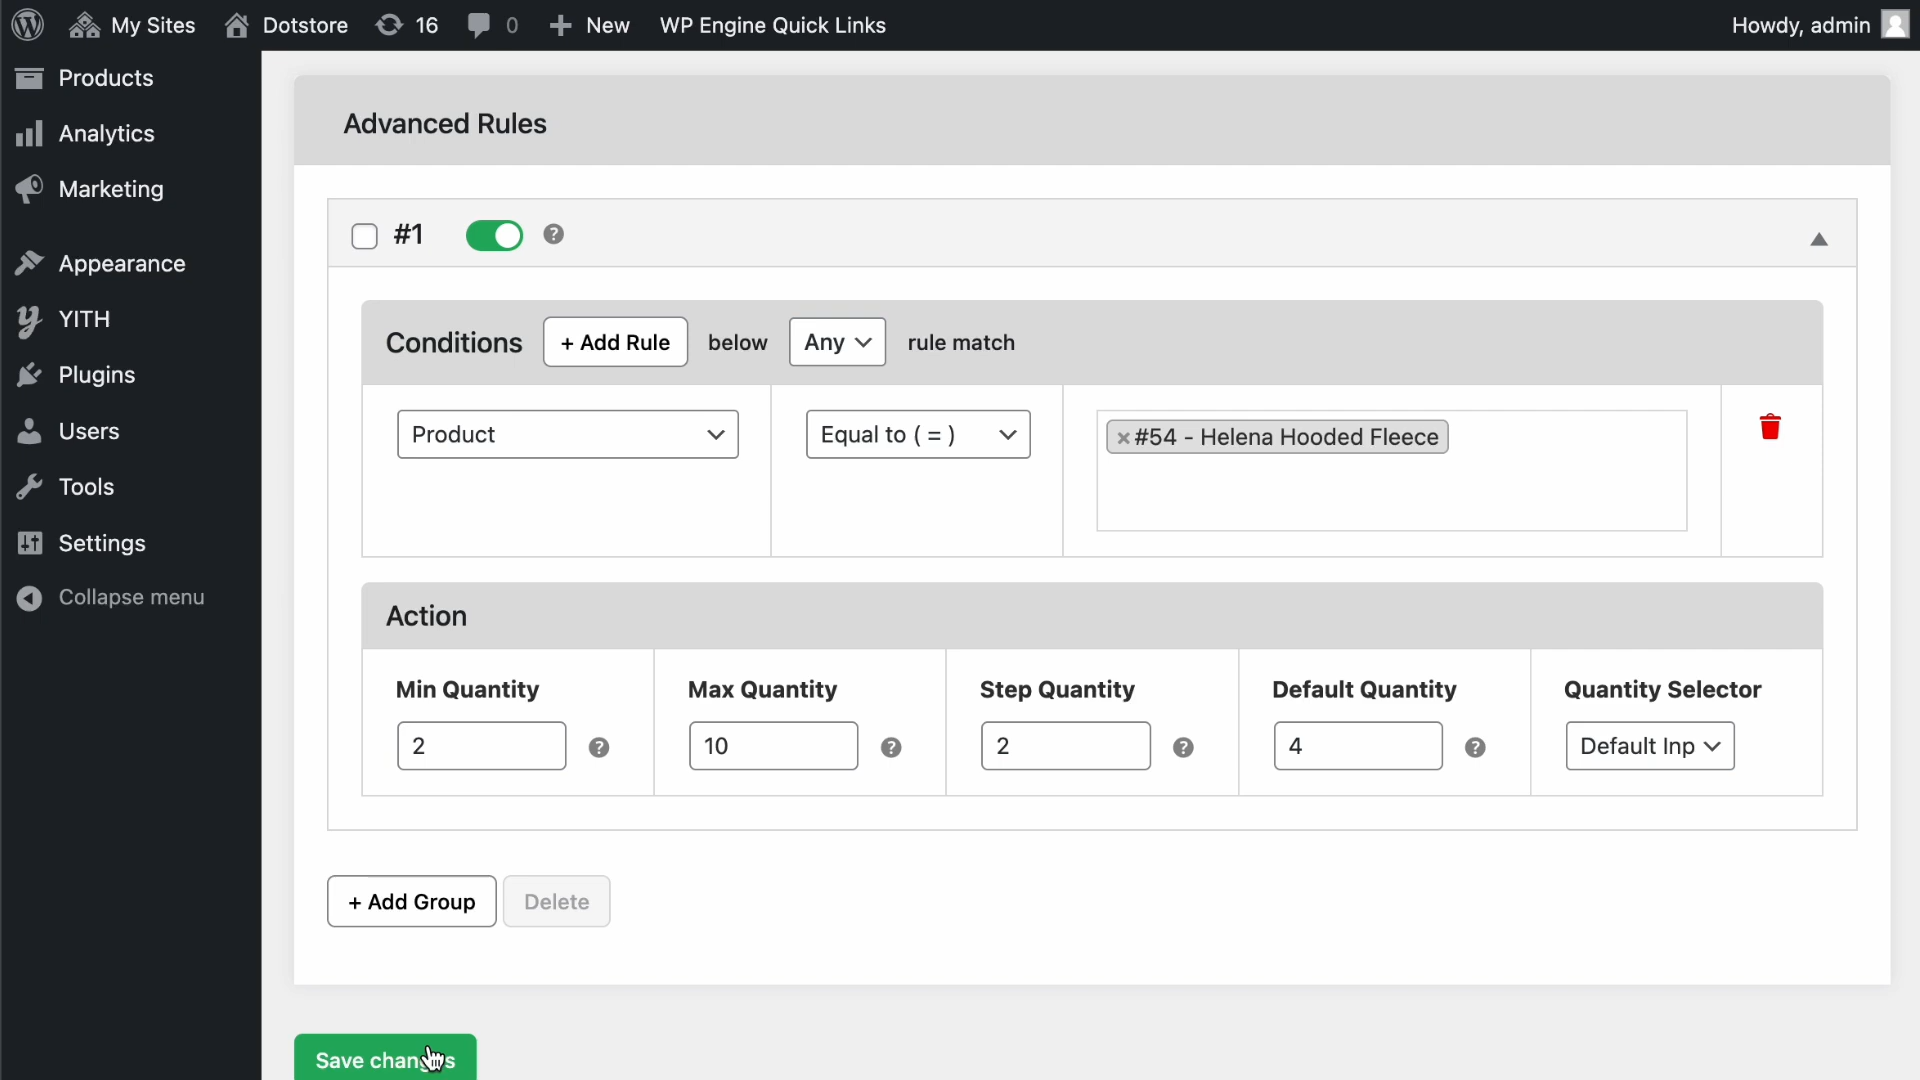 My Sites Dotstore 16 0 New WP Engine Quick Links Howdy, admin
Products
Analytics
Marketing
Appearance
YITH
Plugins
Users
Tools
Settings
Collapse menu
Advanced Rules
#1 ?
Conditions + Add Rule below Any rule match
Product Equal to ( = ) × #54 - Helena Hooded Fleece
Action
Min Quantity Max Quantity Step Quantity Default Quantity Quantity Selector
2 ? 10 ? 2 ? 4 ? Default Inp
+ Add Group Delete
Save changes